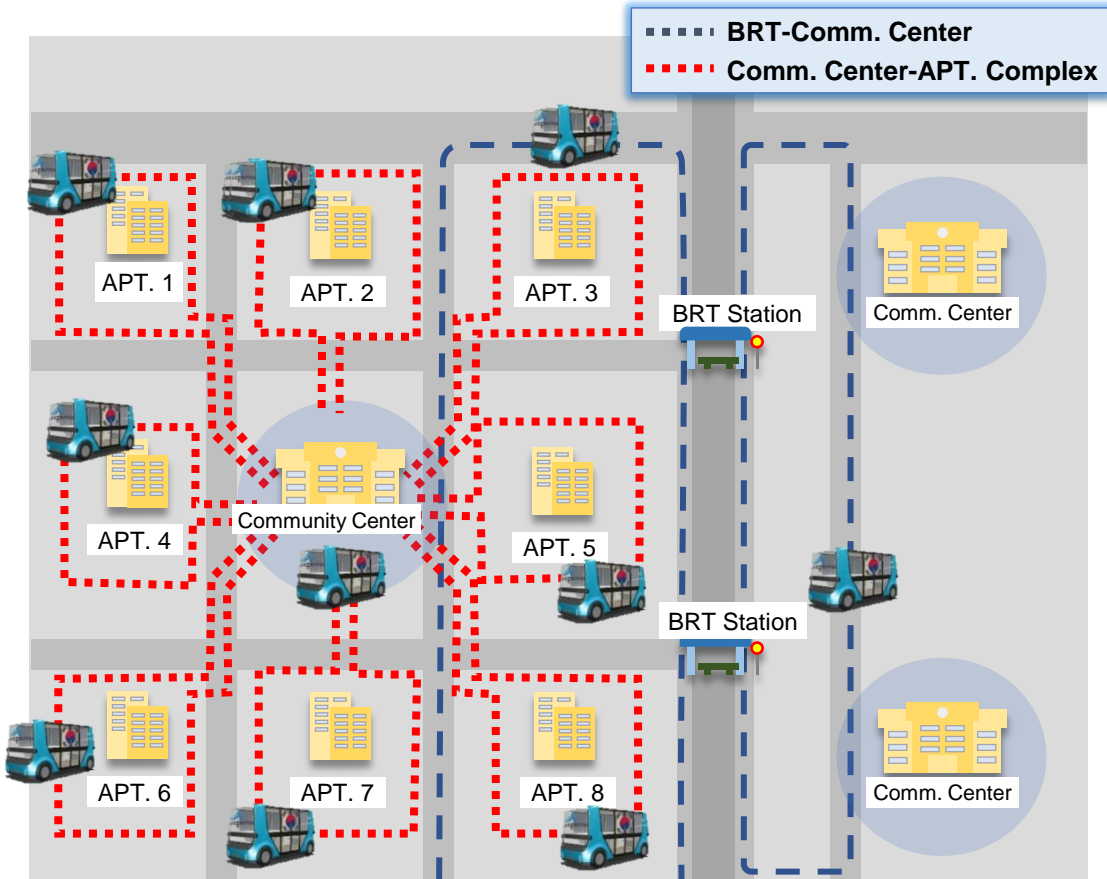 BRT-Comm. Center
Comm. Center-APT. Complex
APT. 1
APT. 2
APT. 3
BRT Station
Comm. Center
APT. 4
Community Center
APT. 5
BRT Station
APT. 6
APT. 7
APT. 8
Comm. Center